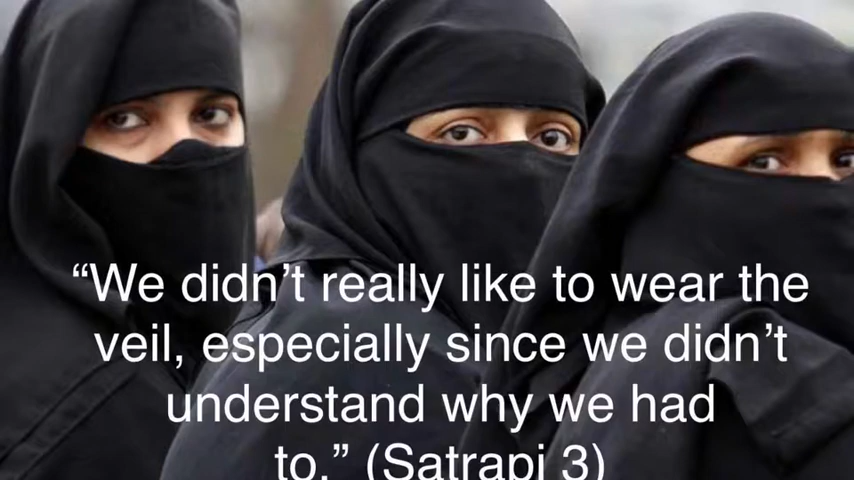 “We didn’t really like to wear the
veil, especially since we didn’t
understand why we had
to.” (Satrapi 3)